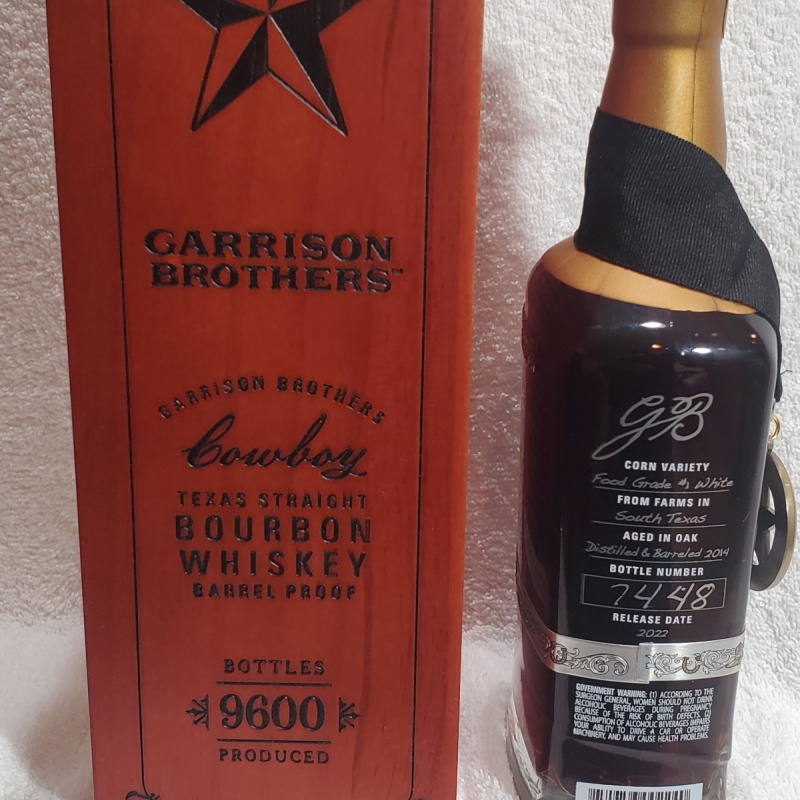 GARRISON
BROTHERS™
GARRISON BROTHERS
Cowboy
TEXAS STRAIGHT
BOURBON
WHISKEY
BARREL PROOF
BOTTLES
9600
PRODUCED
GB
CORN VARIETY
Food Grade #1 White
FROM FARMS IN
South Texas
AGED IN OAK
Distilled & Barreled 2014
BOTTLE NUMBER
7448
RELEASE DATE
2022
GOVERNMENT WARNING: (1) ACCORDING TO THE
SURGEON GENERAL, WOMEN SHOULD NOT DRINK
ALCOHOLIC BEVERAGES DURING PREGNANCY
BECAUSE OF THE RISK OF BIRTH DEFECTS. (2)
CONSUMPTION OF ALCOHOLIC BEVERAGES IMPAIRS
YOUR ABILITY TO DRIVE A CAR OR OPERATE
MACHINERY, AND MAY CAUSE HEALTH PROBLEMS.